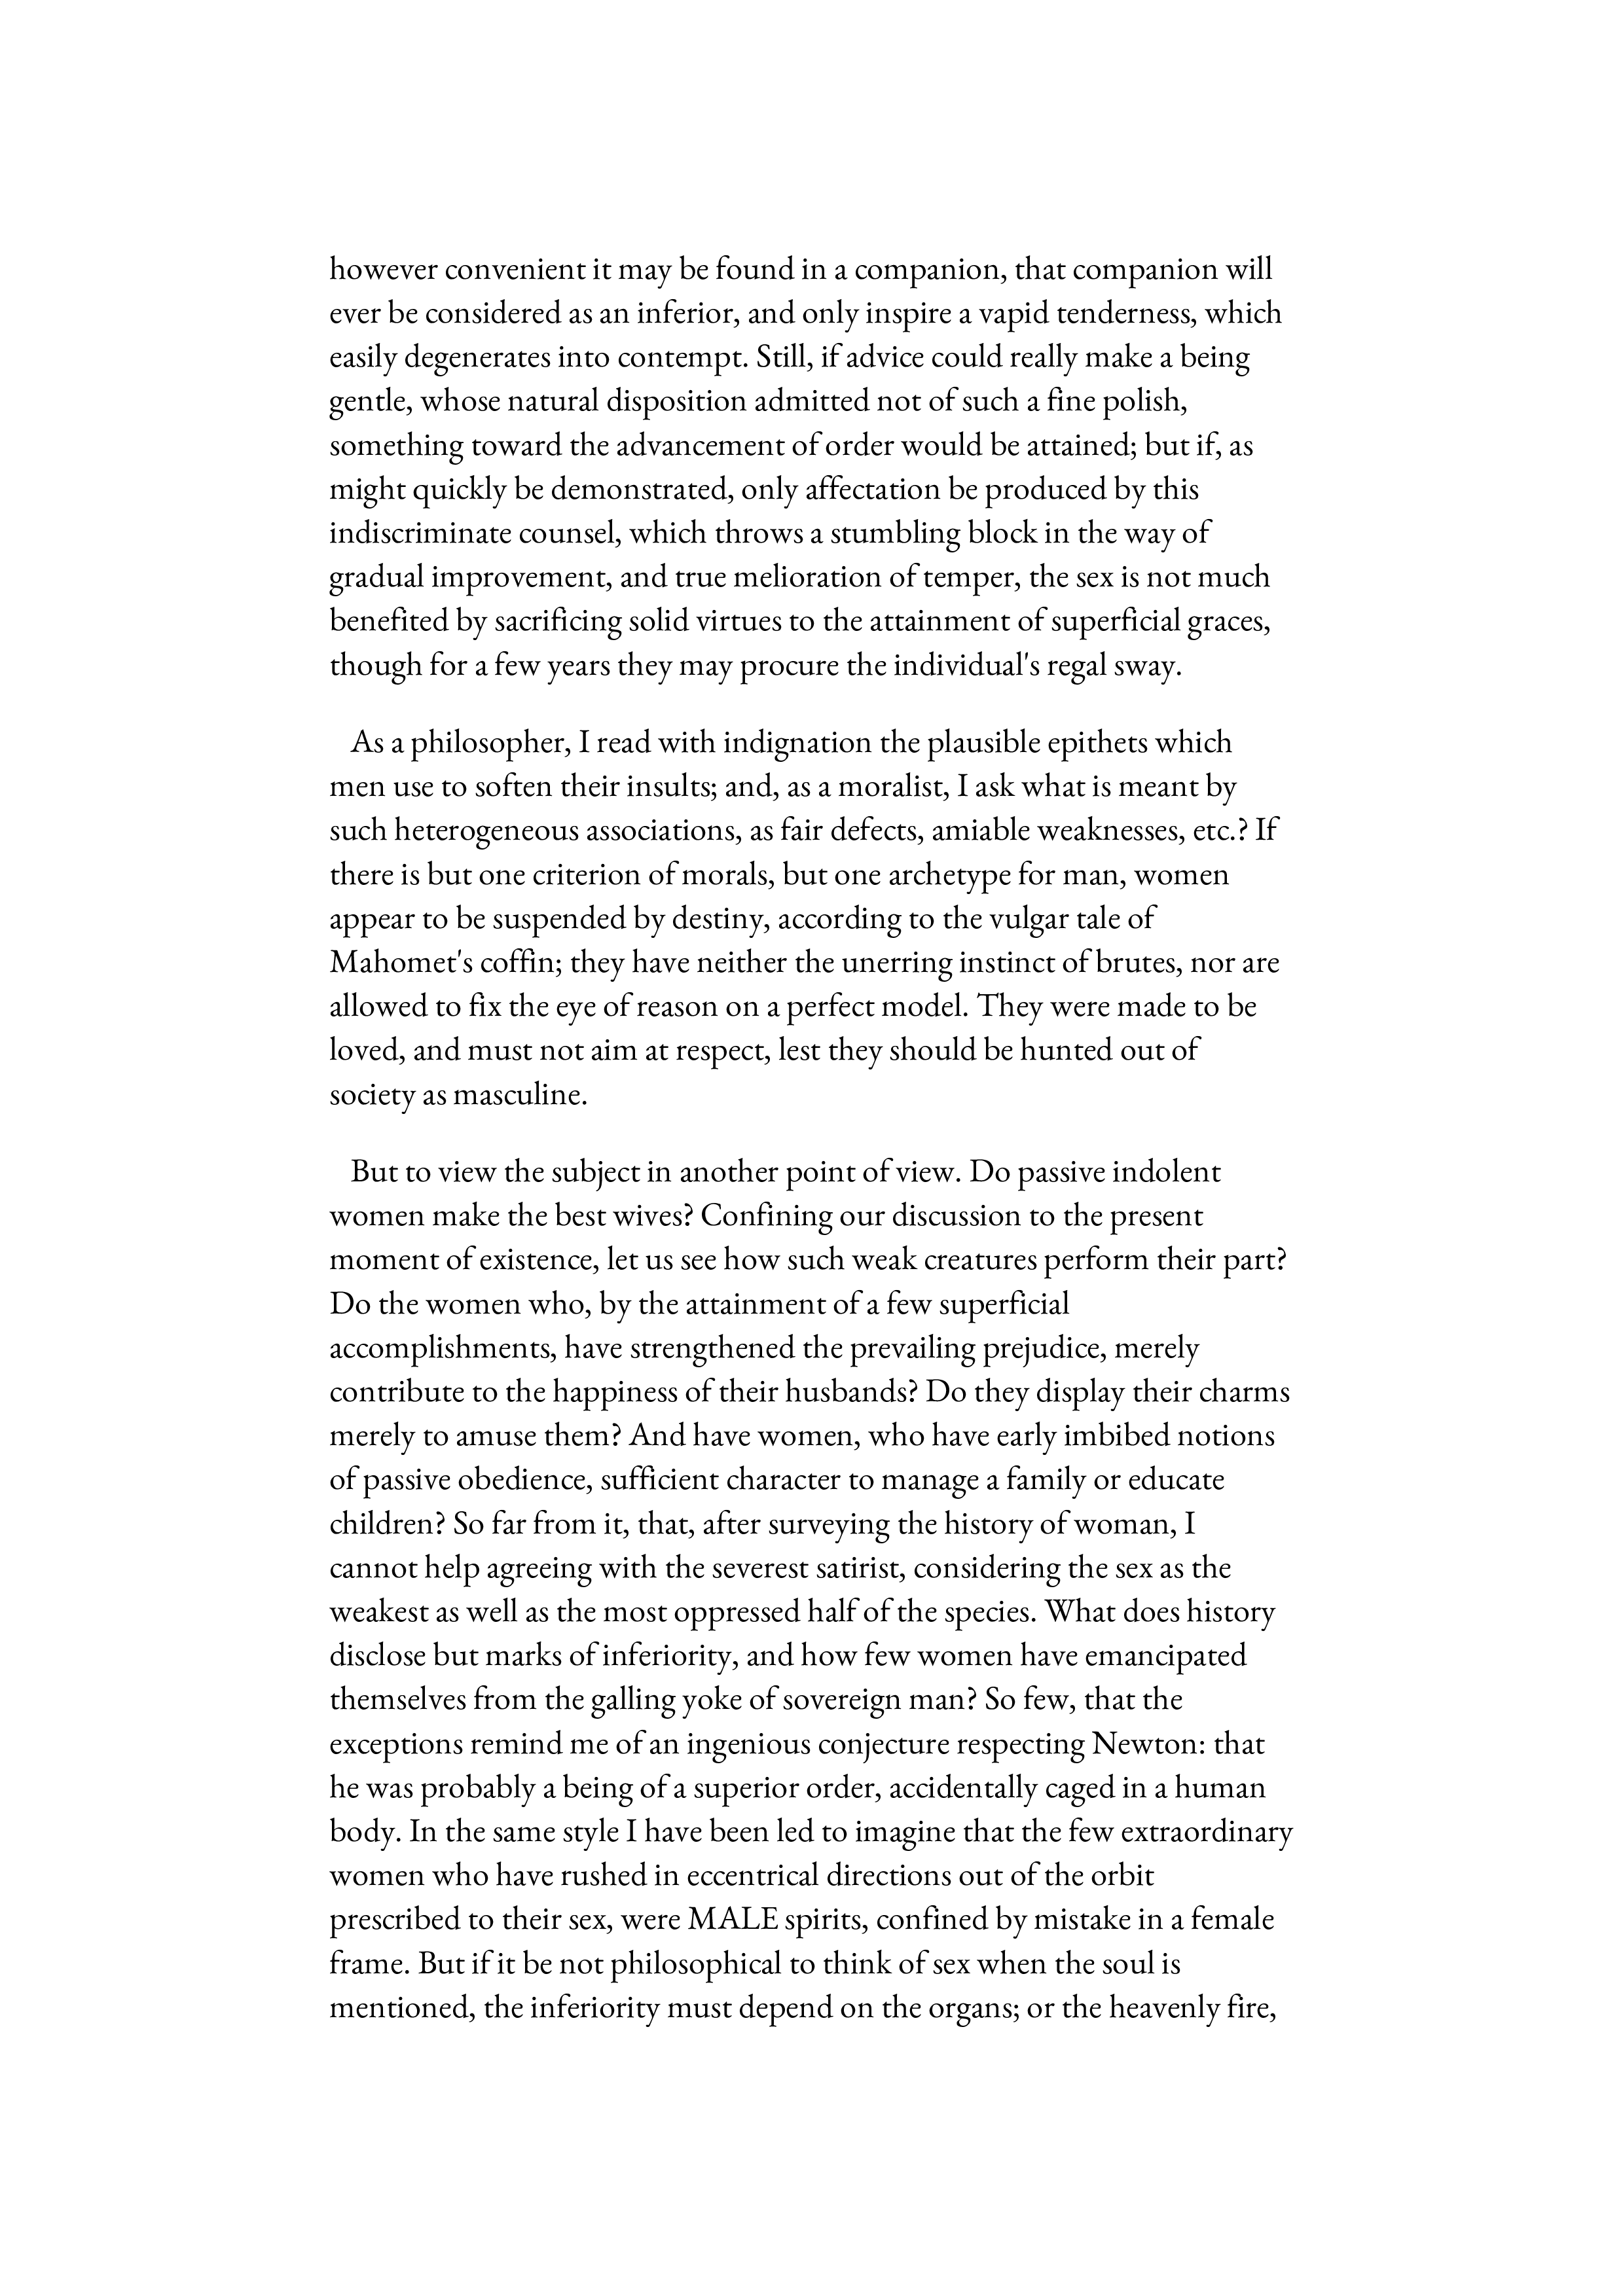 however convenient it may be found in a companion, that companion will
ever be considered as an inferior, and only inspire a vapid tenderness, which
easily degenerates into contempt. Still, if advice could really make a being
gentle, whose natural disposition admitted not of such a fine polish,
something toward the advancement of order would be attained; but if, as
might quickly be demonstrated, only affectation be produced by this
indiscriminate counsel, which throws a stumbling block in the way of
gradual improvement, and true melioration of temper, the sex is not much
benefited by sacrificing solid virtues to the attainment of superficial graces,
though for a few years they may procure the individual's regal sway.
As a philosopher, I read with indignation the plausible epithets which
men use to soften their insults; and, as a moralist, I ask what is meant by
such heterogeneous associations, as fair defects, amiable weaknesses, etc.? If
there is but one criterion of morals, but one archetype for man, women
appear to be suspended by destiny, according to the vulgar tale of
Mahomet's coffin; they have neither the unerring instinct of brutes, nor are
allowed to fix the eye of reason on a perfect model. They were made to be
loved, and must not aim at respect, lest they should be hunted out of
society as masculine.
But to view the subject in another point of view. Do passive indolent
women make the best wives? Confining our discussion to the present
moment of existence, let us see how such weak creatures perform their part?
Do the women who, by the attainment of a few superficial
accomplishments, have strengthened the prevailing prejudice, merely
contribute to the happiness of their husbands? Do they display their charms
merely to amuse them? And have women, who have early imbibed notions
of passive obedience, sufficient character to manage a family or educate
children? So far from it, that, after surveying the history of woman, I
cannot help agreeing with the severest satirist, considering the sex as the
weakest as well as the most oppressed half of the species. What does history
disclose but marks of inferiority, and how few women have emancipated
themselves from the galling yoke of sovereign man? So few, that the
exceptions remind me of an ingenious conjecture respecting Newton: that
he was probably a being of a superior order, accidentally caged in a human
body. In the same style I have been led to imagine that the few extraordinary
women who have rushed in eccentrical directions out of the orbit
prescribed to their sex, were MALE spirits, confined by mistake in a female
frame. But if it be not philosophical to think of sex when the soul is
mentioned, the inferiority must depend on the organs; or the heavenly fire,